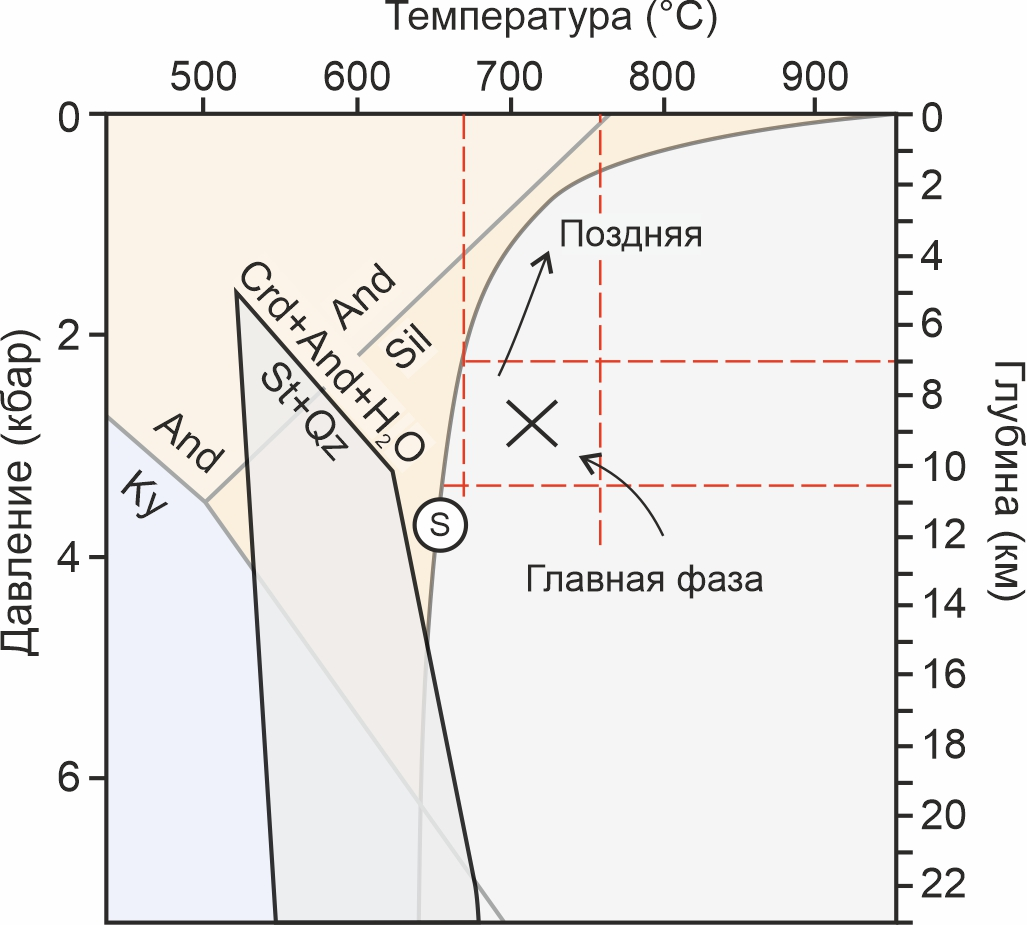 Температура (°C)
500 600 700 800 900
0
2
4
6
Давление (кбар)
0
2
4
6
8
10
12
14
16
18
20
22
Глубина (км)
And
Sil
Crd+And+H₂O
St+Qz
And
Ky
S
Поздняя
Главная фаза